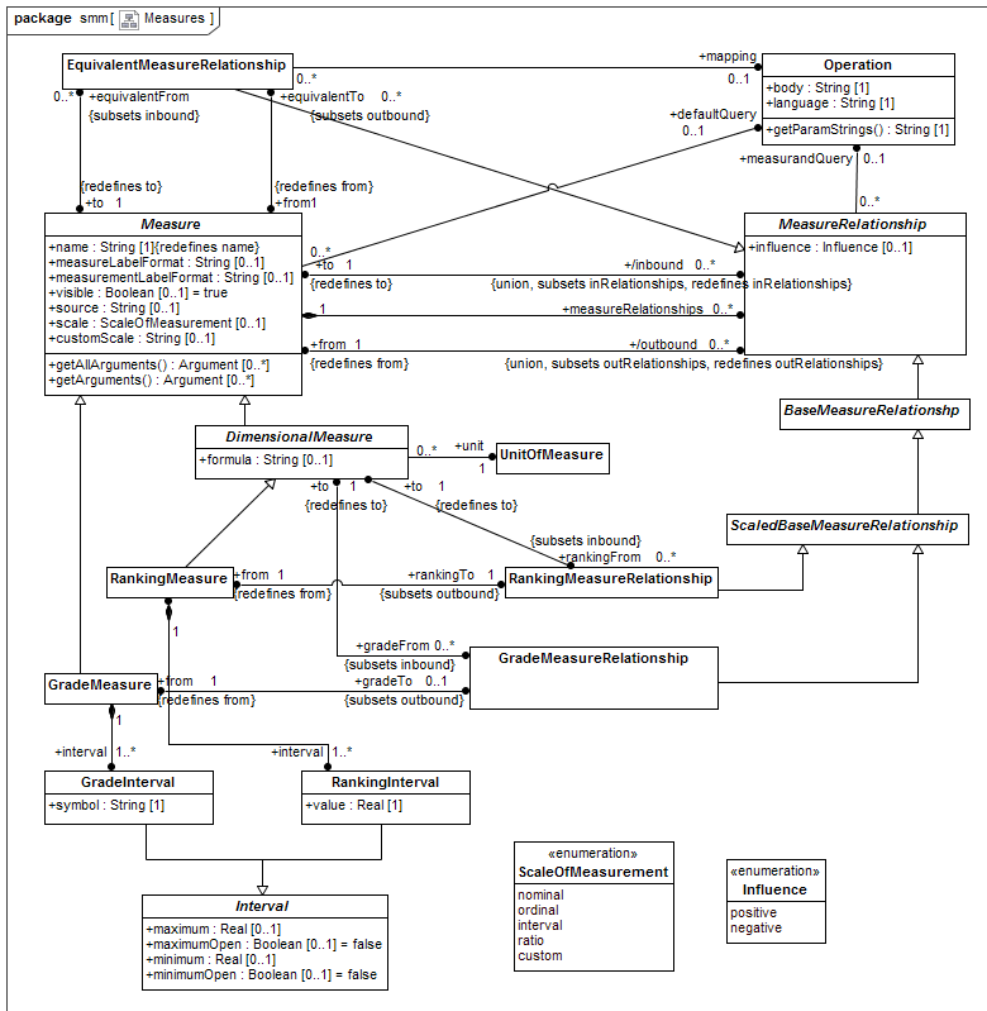 package smm[ Measures ]
EquivalentMeasureRelationship
+mapping
0..*
0..1
Operation
+body : String [1]
+language : String [1]
+getParamStrings() : String [1]
0..* +equivalentFrom
{subsets inbound}
+equivalentTo 0..*
{subsets outbound}
+defaultQuery
0..1
+measurandQuery 0..1
{redefines to}
+to 1
{redefines from}
+from1
0..*
Measure
+name : String [1]{redefines name}
+measureLabelFormat : String [0..1]
+measurementLabelFormat : String [0..1]
+visible : Boolean [0..1] = true
+source : String [0..1]
+scale : ScaleOfMeasurement [0..1]
+customScale : String [0..1]
+getAllArguments() : Argument [0..*]
+getArguments() : Argument [0..*]
MeasureRelationship
+influence : Influence [0..1]
0..*
+to 1
{redefines to}
+/inbound 0..*
{union, subsets inRelationships, redefines inRelationships}
1
+measureRelationships 0..*
+from 1
{redefines from}
+/outbound 0..*
{union, subsets outRelationships, redefines outRelationships}
BaseMeasureRelationshp
DimensionalMeasure
+formula : String [0..1]
0..*
+unit
1
UnitOfMeasure
+to 1
{redefines to}
+to 1
{redefines to}
ScaledBaseMeasureRelationship
{subsets inbound}
+rankingFrom 0..*
RankingMeasure
+from 1
{redefines from}
+rankingTo 1
{subsets outbound}
RankingMeasureRelationship
1
+gradeFrom 0..*
{subsets inbound}
GradeMeasureRelationship
GradeMeasure
+from 1
{redefines from}
+gradeTo 0..1
{subsets outbound}
1
+interval 1..*
+interval 1..*
GradeInterval
+symbol : String [1]
RankingInterval
+value : Real [1]
Interval
+maximum : Real [0..1]
+maximumOpen : Boolean [0..1] = false
+minimum : Real [0..1]
+minimumOpen : Boolean [0..1] = false
«enumeration»
ScaleOfMeasurement
nominal
ordinal
interval
ratio
custom
«enumeration»
Influence
positive
negative